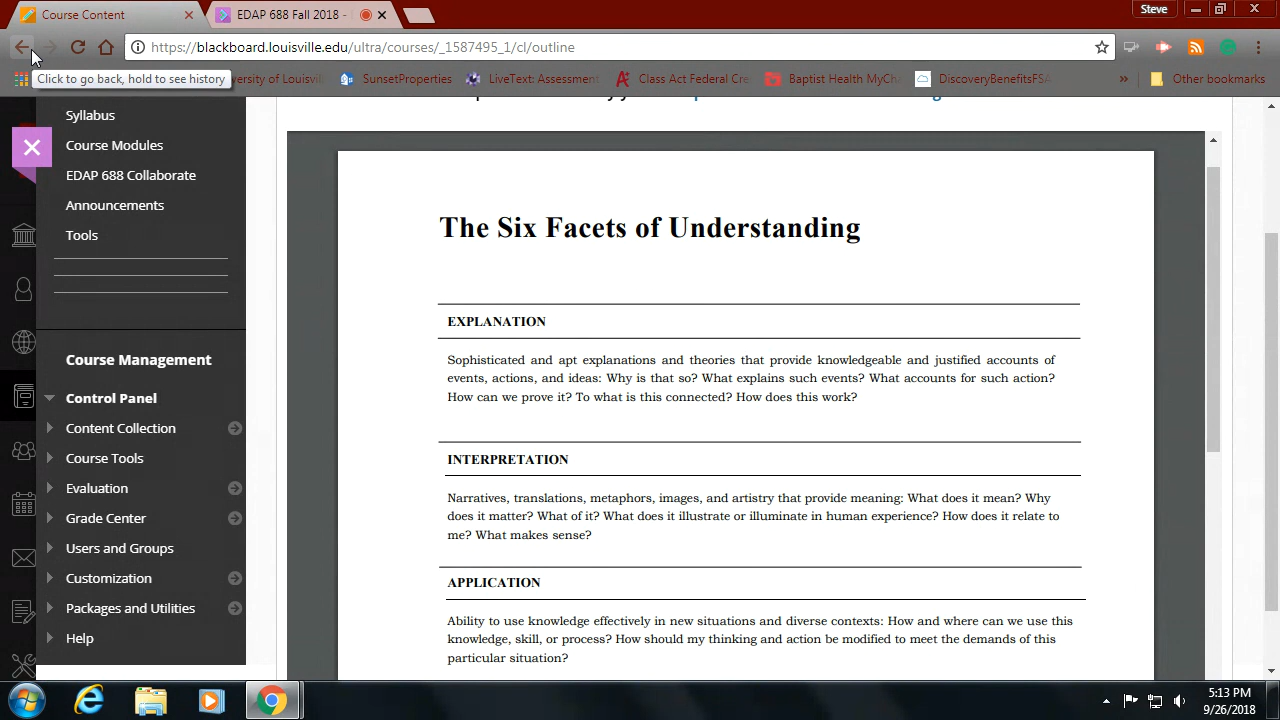 Course Content
EDAP 688 Fall 2018 -
Steve
https://blackboard.louisville.edu/ultra/courses/_1587495_1/cl/outline
Click to go back, hold to see history
versity of Louisvil
SunsetProperties
LiveText: Assessment
Class Act Federal Cre
Baptist Health MyCh
DiscoveryBenefitsFSA
»
Other bookmarks
Syllabus
Course Modules
EDAP 688 Collaborate
Announcements
Tools
Course Management
Control Panel
Content Collection
Course Tools
Evaluation
Grade Center
Users and Groups
Customization
Packages and Utilities
Help
The Six Facets of Understanding
EXPLANATION
Sophisticated and apt explanations and theories that provide knowledgeable and justified accounts of
events, actions, and ideas: Why is that so? What explains such events? What accounts for such action?
How can we prove it? To what is this connected? How does this work?
INTERPRETATION
Narratives, translations, metaphors, images, and artistry that provide meaning: What does it mean? Why
does it matter? What of it? What does it illustrate or illuminate in human experience? How does it relate to
me? What makes sense?
APPLICATION
Ability to use knowledge effectively in new situations and diverse contexts: How and where can we use this
knowledge, skill, or process? How should my thinking and action be modified to meet the demands of this
particular situation?
5:13 PM
9/26/2018